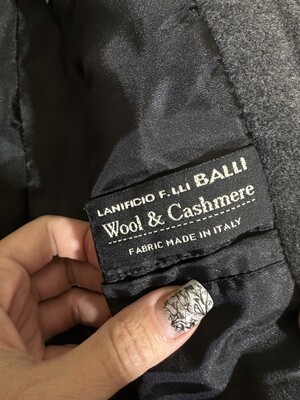 LANIFICIO F.LLI BALLI
Wool & Cashmere
FABRIC MADE IN ITALY